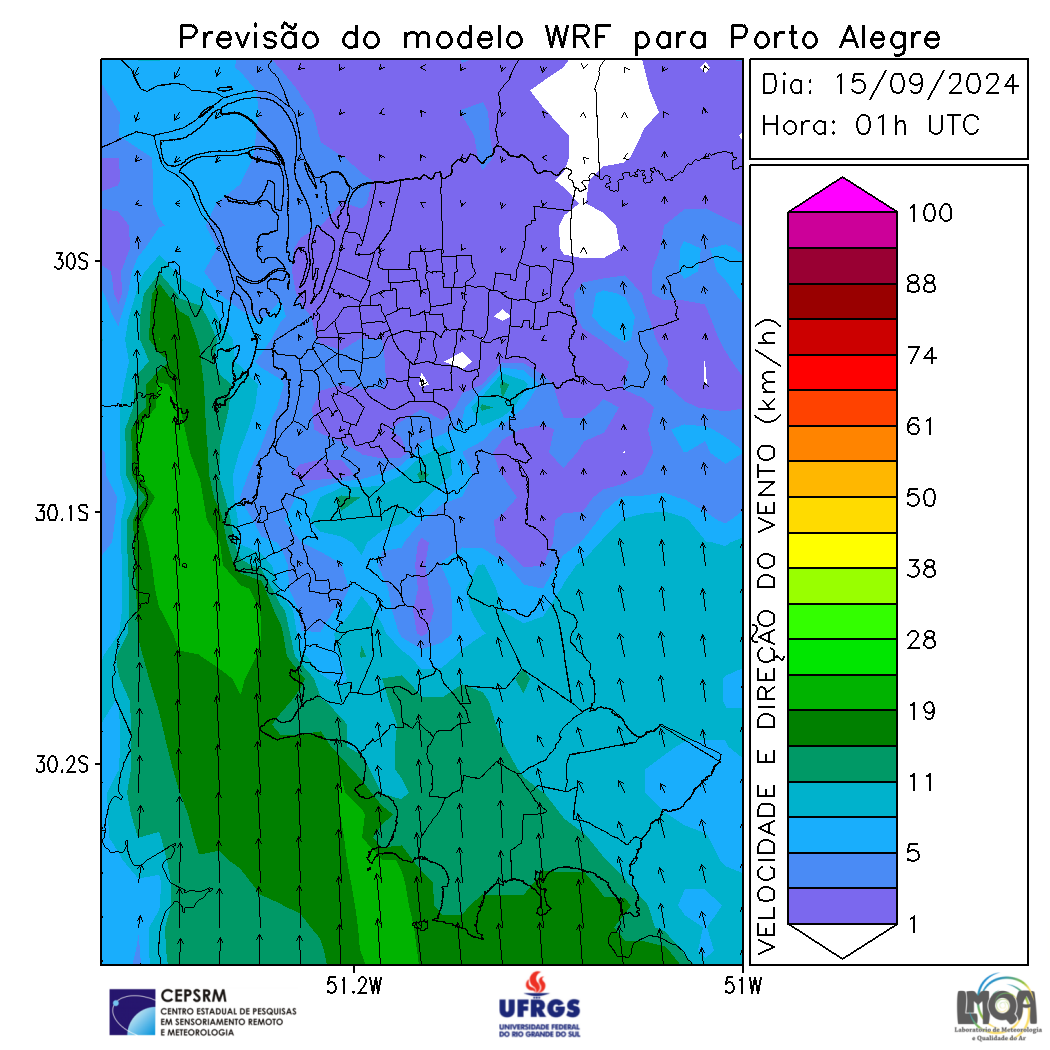 Previsão do modelo WRF para Porto Alegre
Dia: 15/09/2024
Hora: 01h UTC
30S
30.1S
30.2S
51.2W
51W
VELOCIDADE E DIREÇÃO DO VENTO (km/h)
100
88
74
61
50
38
28
19
11
5
1
CEPSRM
CENTRO ESTADUAL DE PESQUISAS
EM SENSORIAMENTO REMOTO
E METEOROLOGIA
UFRGS
UNIVERSIDADE FEDERAL
DO RIO GRANDE DO SUL
LMQA
Laboratório de Meteorologia
e Qualidade do Ar